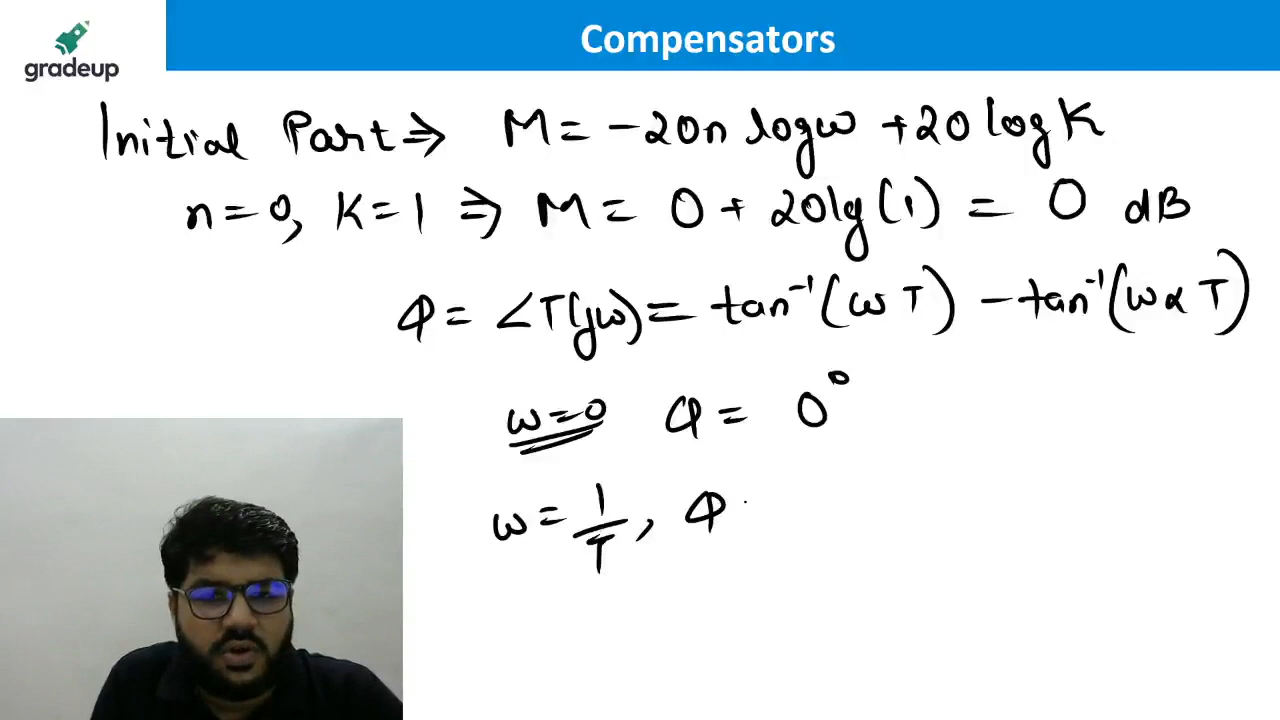 Compensators
gradeup
Initial Part ⇒ M = -20n logω + 20 log K
n = 0, K = 1 ⇒ M = 0 + 20lg (1) = 0 dB
Φ = ∠T(jω) = tan⁻¹(ωT) - tan⁻¹(ωαT)
ω = 0 Φ = 0°
ω = 1/T, Φ